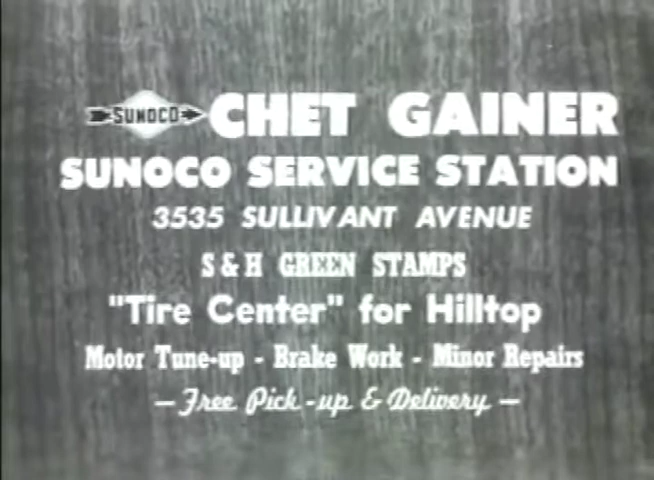 SUNOCO CHET GAINER
SUNOCO SERVICE STATION
3535 SULLIVANT AVENUE
S & H GREEN STAMPS
"Tire Center" for Hilltop
Motor Tune-up - Brake Work - Minor Repairs
— Free Pick-up & Delivery —